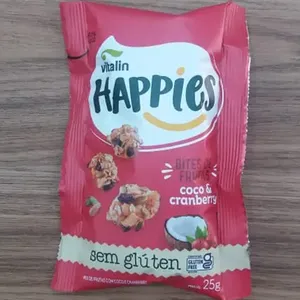 vitalin
HAPPIES
BITES DE
FRUTAS
coco &
cranberry
sem glúten
GLUTEN
FREE
25g